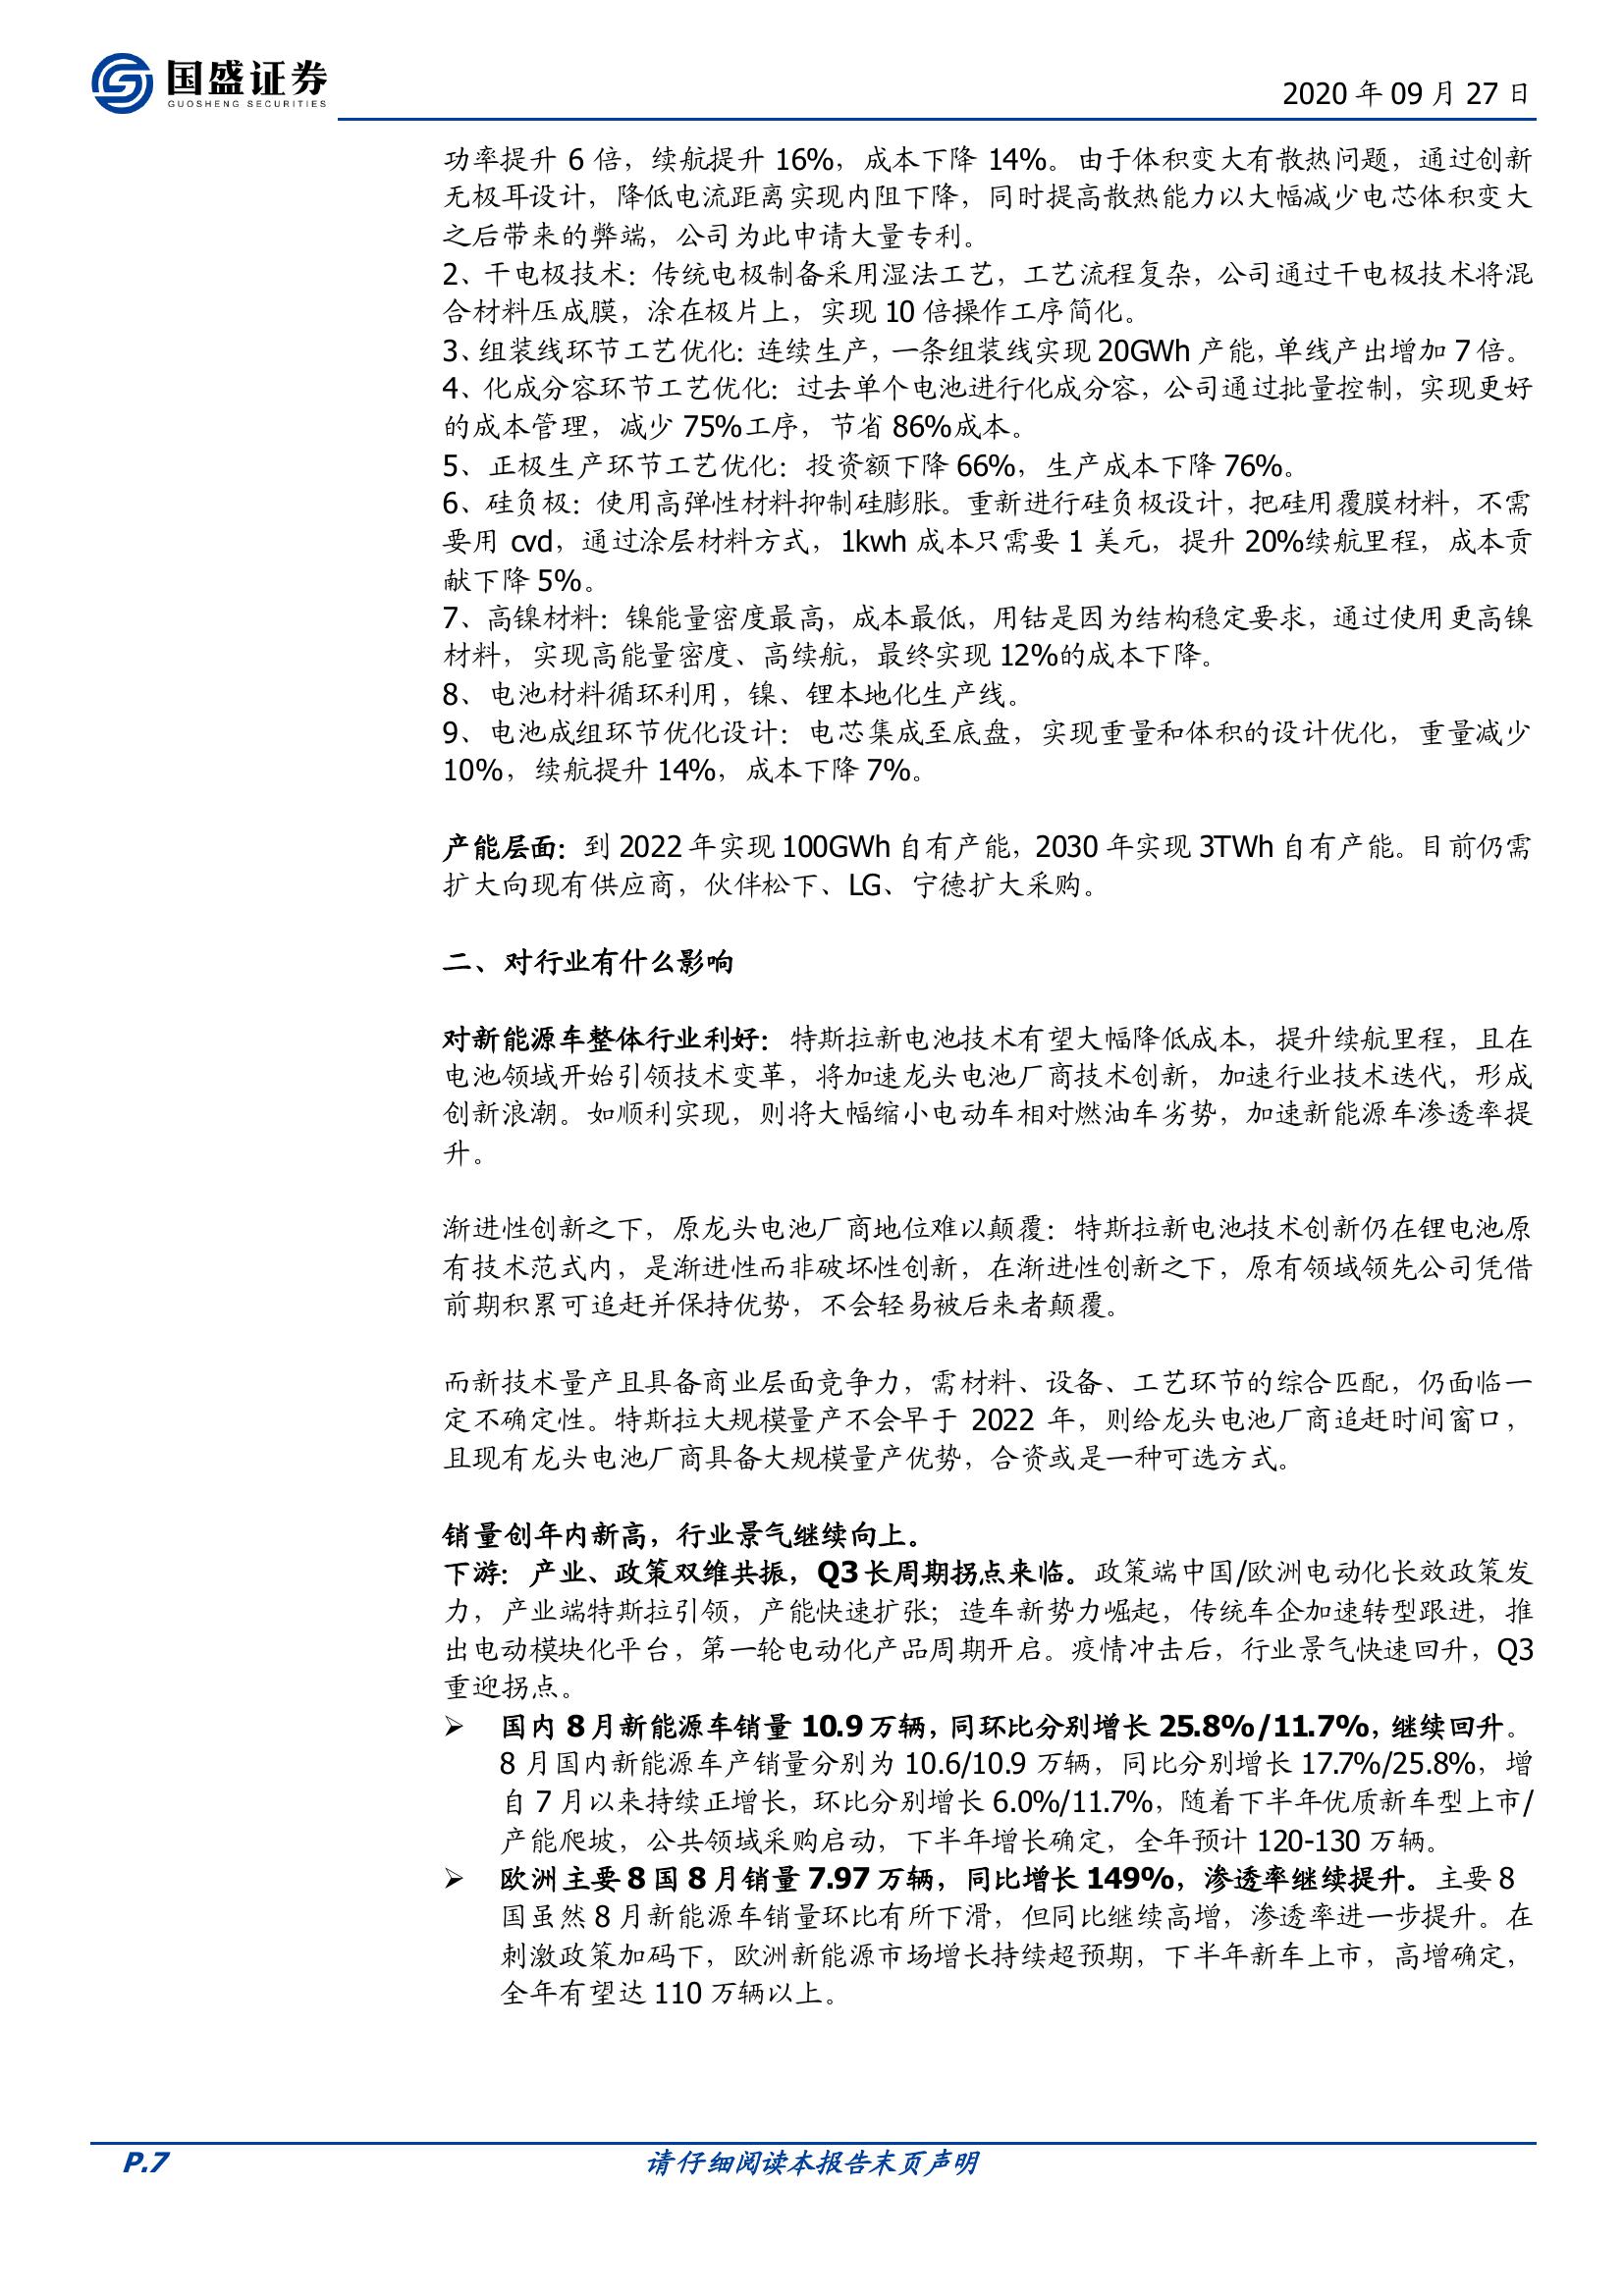 国盛证券
GUOSHENG SECURITIES
2020 年 09 月 27 日
功率提升 6 倍，续航提升 16%，成本下降 14%。由于体积变大有散热问题，通过创新
无极耳设计，降低电流距离实现内阻下降，同时提高散热能力以大幅减少电芯体积变大
之后带来的弊端，公司为此申请大量专利。
2、干电极技术：传统电极制备采用湿法工艺，工艺流程复杂，公司通过干电极技术将混
合材料压成膜，涂在极片上，实现 10 倍操作工序简化。
3、组装线环节工艺优化：连续生产，一条组装线实现 20GWh 产能，单线产出增加 7 倍。
4、化成分容环节工艺优化：过去单个电池进行化成分容，公司通过批量控制，实现更好
的成本管理，减少 75%工序，节省 86%成本。
5、正极生产环节工艺优化：投资额下降 66%，生产成本下降 76%。
6、硅负极：使用高弹性材料抑制硅膨胀。重新进行硅负极设计，把硅用覆膜材料，不需
要用 cvd，通过涂层材料方式，1kwh 成本只需要 1 美元，提升 20%续航里程，成本贡
献下降 5%。
7、高镍材料：镍能量密度最高，成本最低，用钴是因为结构稳定要求，通过使用更高镍
材料，实现高能量密度、高续航，最终实现 12%的成本下降。
8、电池材料循环利用，镍、锂本地化生产线。
9、电池成组环节优化设计：电芯集成至底盘，实现重量和体积的设计优化，重量减少
10%，续航提升 14%，成本下降 7%。
产能层面：到 2022 年实现 100GWh 自有产能，2030 年实现 3TWh 自有产能。目前仍需
扩大向现有供应商，伙伴松下、LG、宁德扩大采购。
二、对行业有什么影响
对新能源车整体行业利好：特斯拉新电池技术有望大幅降低成本，提升续航里程，且在
电池领域开始引领技术变革，将加速龙头电池厂商技术创新，加速行业技术迭代，形成
创新浪潮。如顺利实现，则将大幅缩小电动车相对燃油车劣势，加速新能源车渗透率提
升。
渐进性创新之下，原龙头电池厂商地位难以颠覆：特斯拉新电池技术创新仍在锂电池原
有技术范式内，是渐进性而非破坏性创新，在渐进性创新之下，原有领域领先公司凭借
前期积累可追赶并保持优势，不会轻易被后来者颠覆。
而新技术量产且具备商业层面竞争力，需材料、设备、工艺环节的综合匹配，仍面临一
定不确定性。特斯拉大规模量产不会早于 2022 年，则给龙头电池厂商追赶时间窗口，
且现有龙头电池厂商具备大规模量产优势，合资或是一种可选方式。
销量创年内新高，行业景气继续向上。
下游：产业、政策双维共振，Q3 长周期拐点来临。政策端中国/欧洲电动化长效政策发
力，产业端特斯拉引领，产能快速扩张；造车新势力崛起，传统车企加速转型跟进，推
出电动模块化平台，第一轮电动化产品周期开启。疫情冲击后，行业景气快速回升，Q3
重迎拐点。
➢ 国内 8 月新能源车销量 10.9 万辆，同环比分别增长 25.8%/11.7%，继续回升。
8 月国内新能源车产销量分别为 10.6/10.9 万辆，同比分别增长 17.7%/25.8%，增
自 7 月以来持续正增长，环比分别增长 6.0%/11.7%，随着下半年优质新车型上市/
产能爬坡，公共领域采购启动，下半年增长确定，全年预计 120-130 万辆。
➢ 欧洲主要 8 国 8 月销量 7.97 万辆，同比增长 149%，渗透率继续提升。主要 8
国虽然 8 月新能源车销量环比有所下滑，但同比继续高增，渗透率进一步提升。在
刺激政策加码下，欧洲新能源市场增长持续超预期，下半年新车上市，高增确定，
全年有望达 110 万辆以上。
P.7
请仔细阅读本报告末页声明